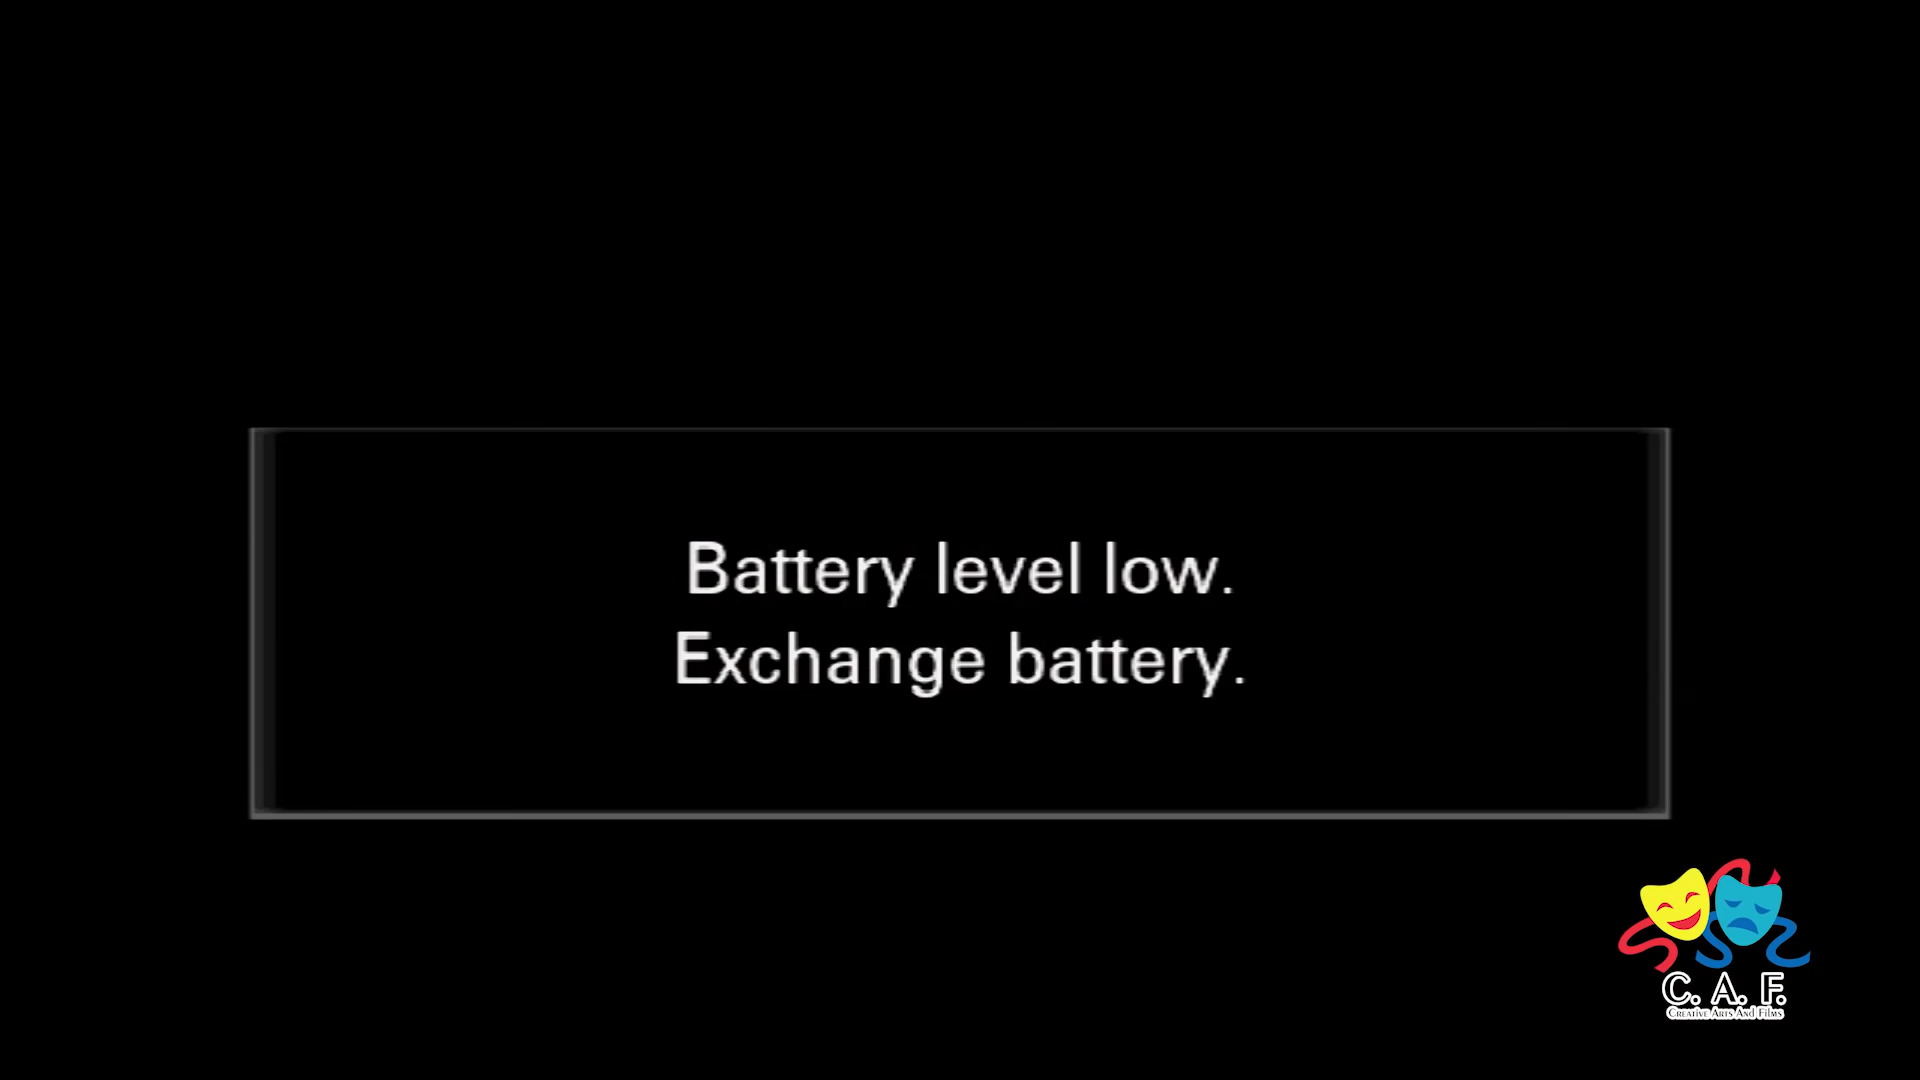 Battery level low.
Exchange battery.
C. A. F.
Creative Arts And Films